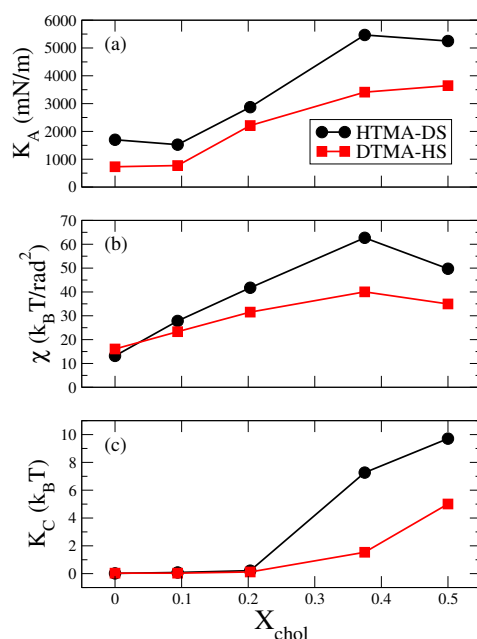 6000
5000
4000
3000
2000
1000
0
K_A (mN/m)
(a)
HTMA-DS
DTMA-HS
70
60
50
40
30
20
10
0
χ (k_BT/rad^2)
(b)
10
8
6
4
2
0
K_C (k_BT)
(c)
0 0.1 0.2 0.3 0.4 0.5
X_chol